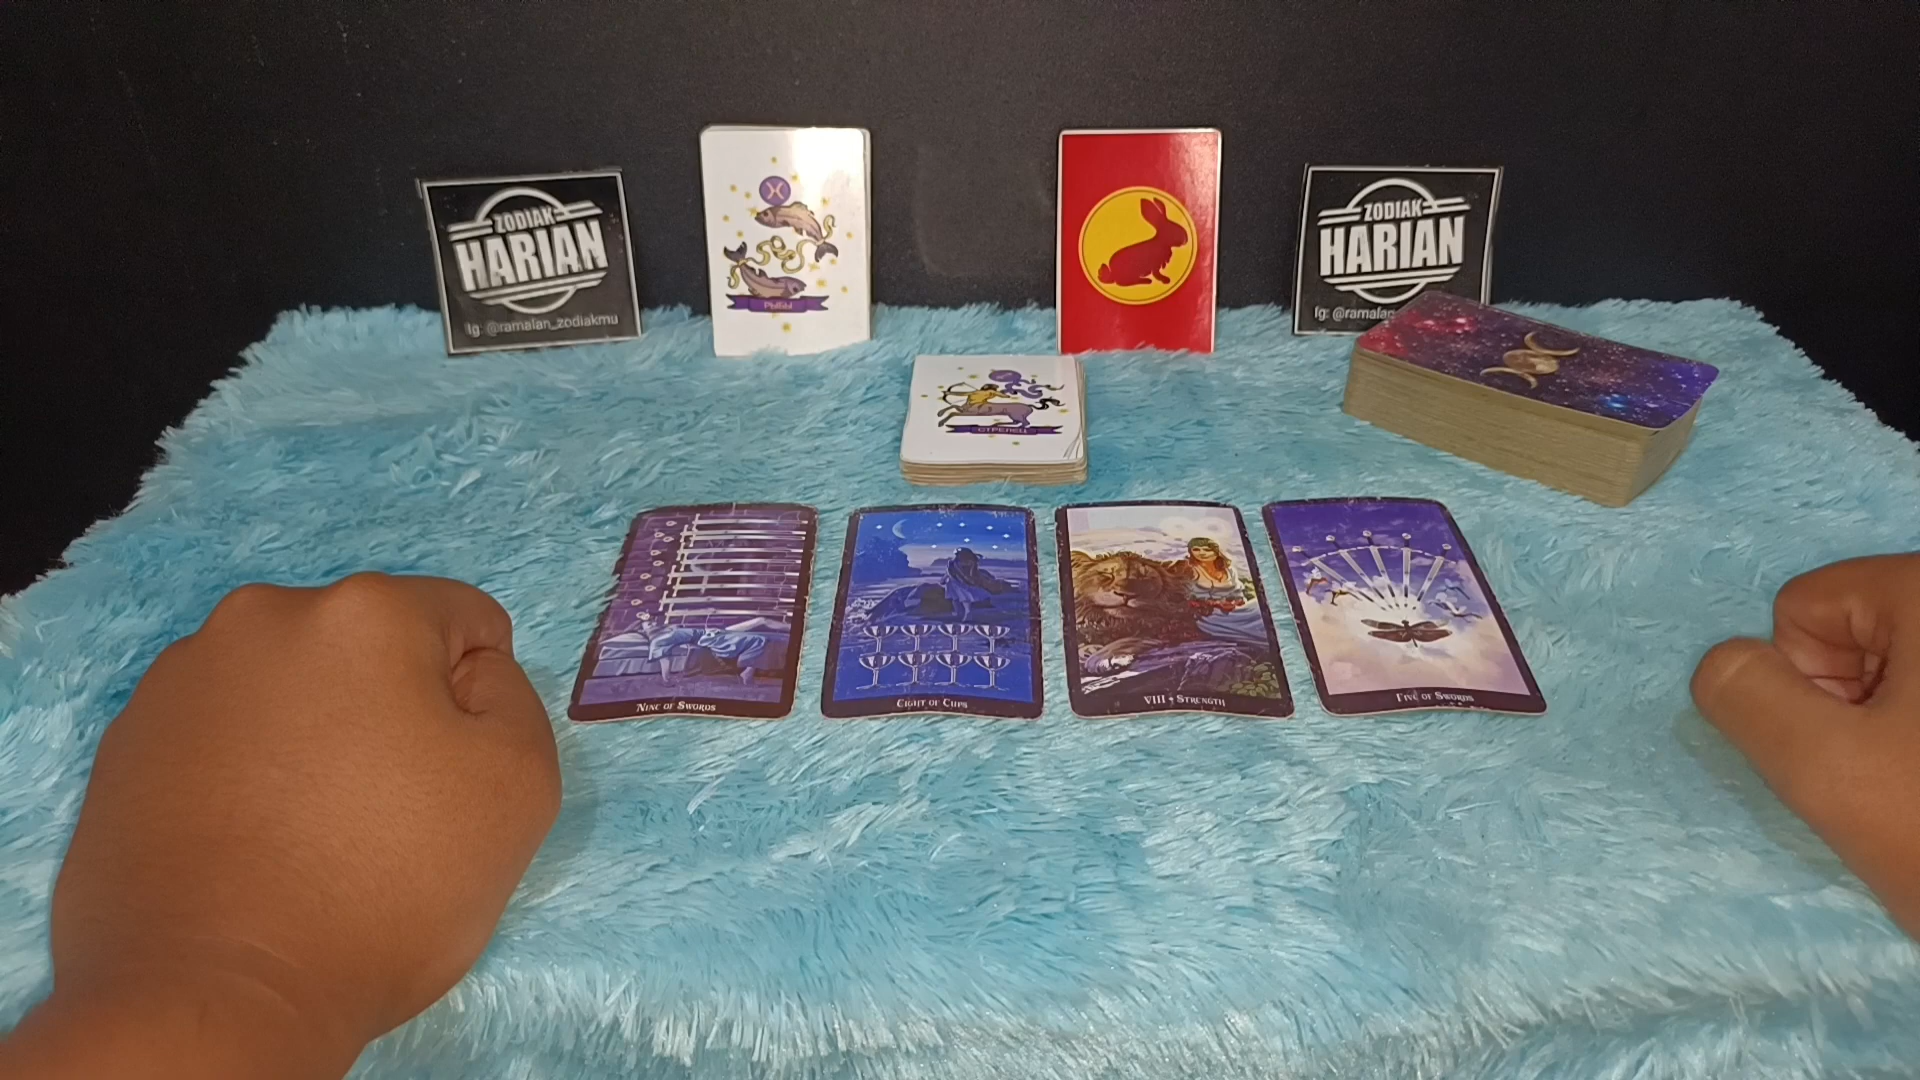 ZODIAK
HARIAN
Ig: @ramalan_zodiakmu
РЫБЫ
ZODIAK
HARIAN
Ig: @ramalan
СТРЕЛЕЦ
NINE OF SWORDS
EIGHT OF CUPS
VIII • STRENGTH
FIVE OF SWORDS